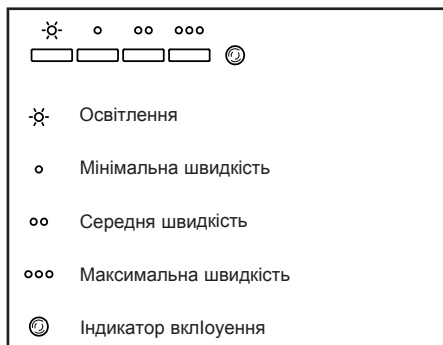 Освітлення
Мінімальна швидкість
Середня швидкість
Максимальна швидкість
Індикатор вклІоуення